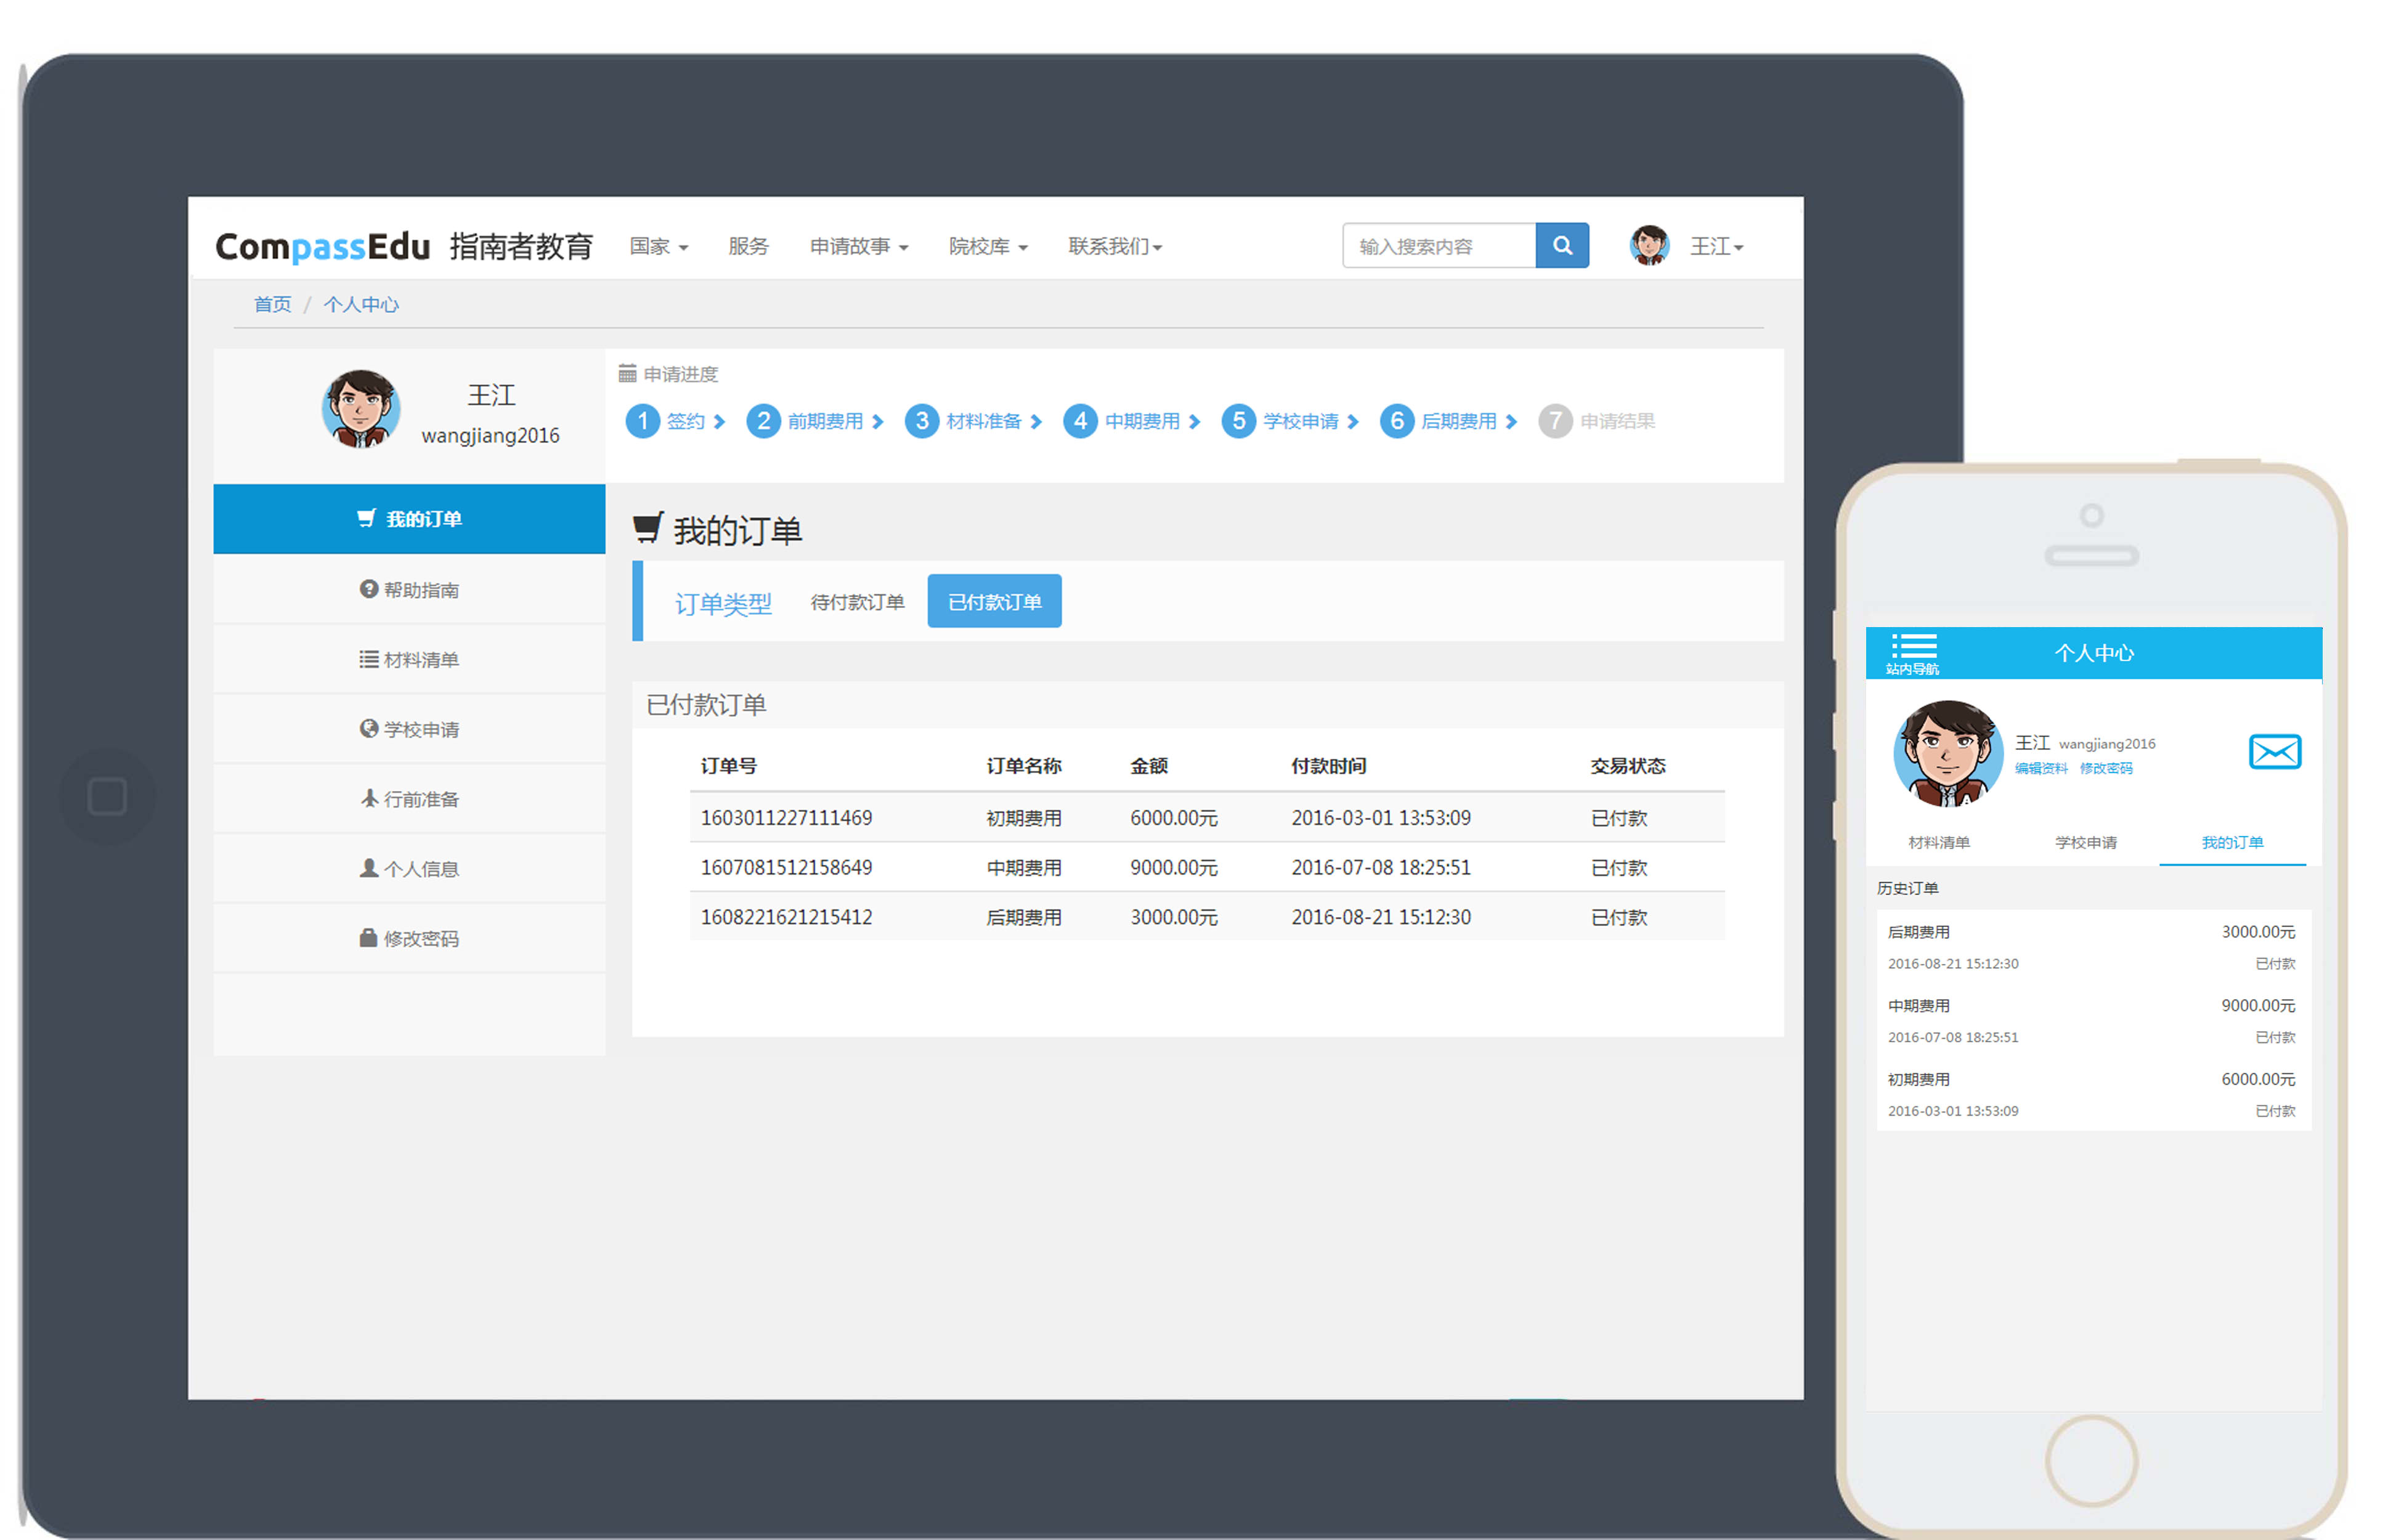 CompassEdu 指南者教育 国家 服务 申请故事 院校库 联系我们 输入搜索内容 王江
首页 / 个人中心
王江
wangjiang2016
申请进度
1 签约 2 前期费用 3 材料准备 4 中期费用 5 学校申请 6 后期费用 7 申请结果
我的订单
帮助指南
材料清单
学校申请
行前准备
个人信息
修改密码
我的订单
订单类型 待付款订单 已付款订单
已付款订单
订单号 订单名称 金额 付款时间 交易状态
1603011227111469 初期费用 6000.00元 2016-03-01 13:53:09 已付款
1607081512158649 中期费用 9000.00元 2016-07-08 18:25:51 已付款
1608221621215412 后期费用 3000.00元 2016-08-21 15:12:30 已付款
站内导航 个人中心
王江 wangjiang2016
编辑资料 修改密码
材料清单 学校申请 我的订单
历史订单
后期费用 3000.00元
2016-08-21 15:12:30 已付款
中期费用 9000.00元
2016-07-08 18:25:51 已付款
初期费用 6000.00元
2016-03-01 13:53:09 已付款